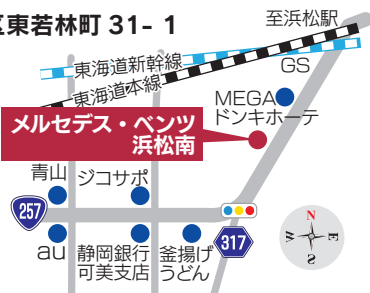 区東若林町 31- 1
至浜松駅
東海道新幹線
GS
東海道本線
MEGA
ドンキホーテ
メルセデス・ベンツ
浜松南
青山
ジコサポ
257
317
au
静岡銀行
可美支店
釜揚げ
うどん
N
W
E
S